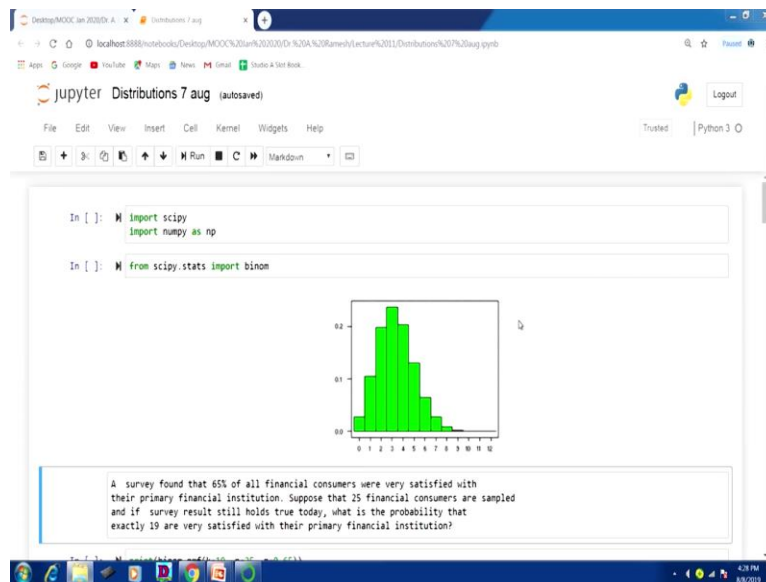 Desktop/MOOC Jan 2020/Dr. A
Distributions 7 aug
localhost:8888/notebooks/Desktop/MOOC%20Jan%202020/Dr.%20A.%20Ramesh/Lecture%2011/Distributions%207%20aug.ipynb
Paused
Apps Google YouTube Maps News Gmail
jupyter Distributions 7 aug (autosaved)
Logout
File Edit View Insert Cell Kernel Widgets Help
Trusted Python 3
Run Markdown
In [ ]: import scipy
import numpy as np
In [ ]: from scipy.stats import binom
0.2
0.1
0.0
0 1 2 3 4 5 6 7 8 9 10 11 12
A survey found that 65% of all financial consumers were very satisfied with
their primary financial institution. Suppose that 25 financial consumers are sampled
and if survey result still holds true today, what is the probability that
exactly 19 are very satisfied with their primary financial institution?
4:28 PM
8/8/2019